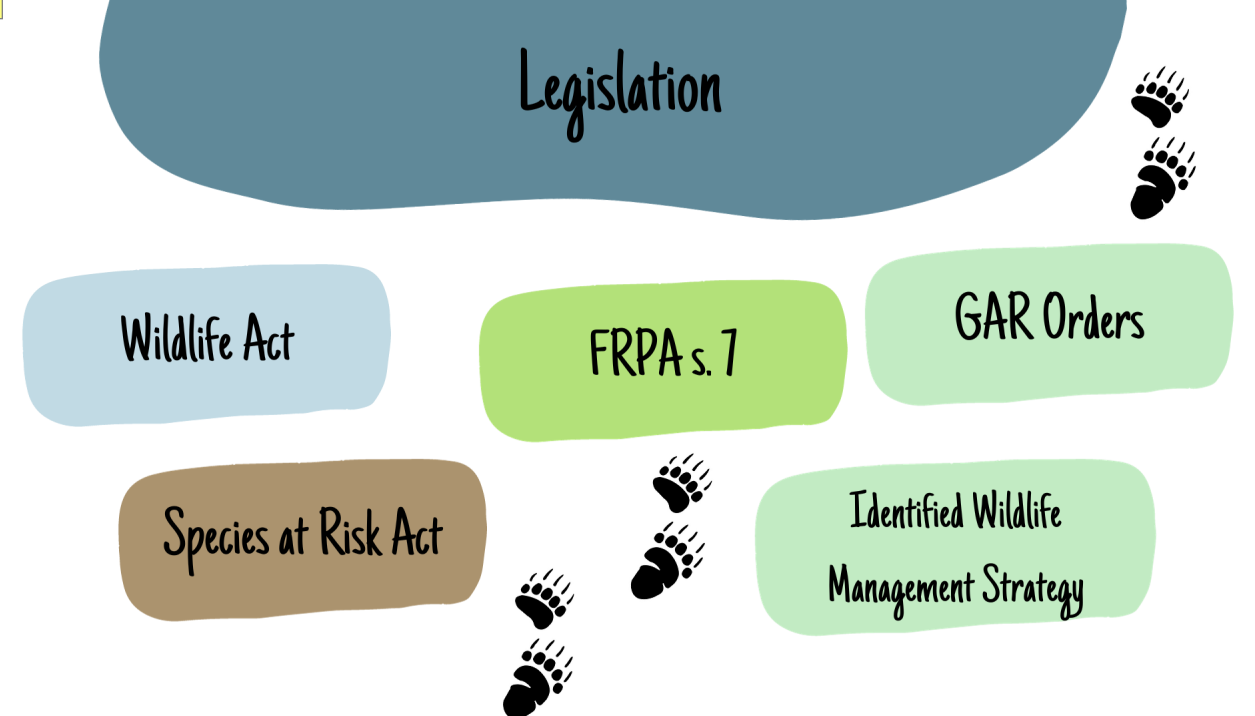 Legislation
Wildlife Act
FRPA s. 7
GAR Orders
Species at Risk Act
Identified Wildlife
Management Strategy